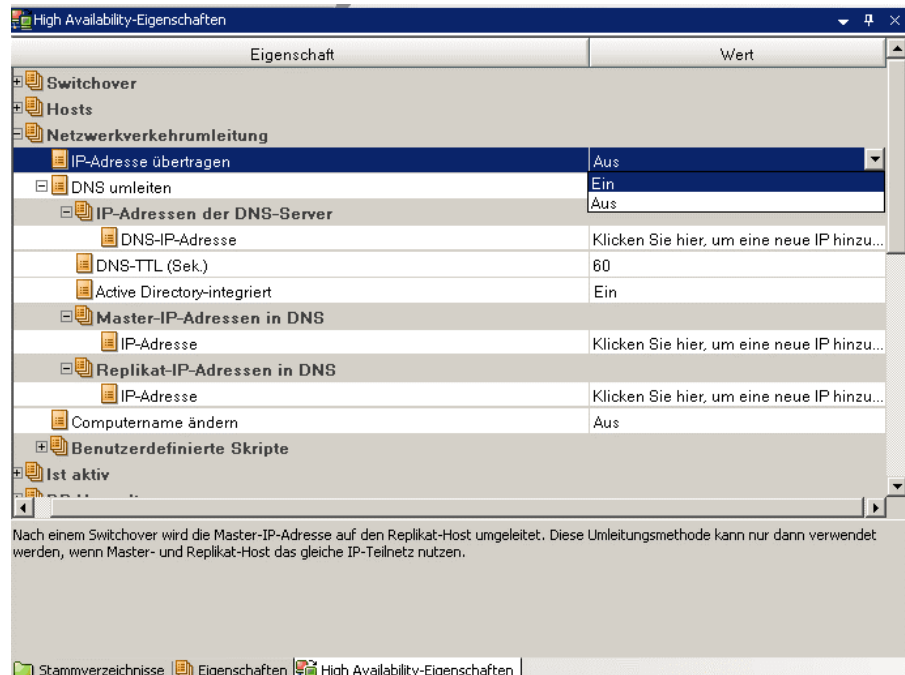 High Availability-Eigenschaften
Eigenschaft Wert
Switchover
Hosts
Netzwerkverkehrumleitung
IP-Adresse übertragen Aus
Ein
Aus
DNS umleiten
IP-Adressen der DNS-Server
DNS-IP-Adresse Klicken Sie hier, um eine neue IP hinzu...
DNS-TTL (Sek.) 60
Active Directory-integriert Ein
Master-IP-Adressen in DNS
IP-Adresse Klicken Sie hier, um eine neue IP hinzu...
Replikat-IP-Adressen in DNS
IP-Adresse Klicken Sie hier, um eine neue IP hinzu...
Computername ändern Aus
Benutzerdefinierte Skripte
Ist aktiv
Nach einem Switchover wird die Master-IP-Adresse auf den Replikat-Host umgeleitet. Diese Umleitungsmethode kann nur dann verwendet
werden, wenn Master- und Replikat-Host das gleiche IP-Teilnetz nutzen.
Stammverzeichnisse Eigenschaften High Availability-Eigenschaften